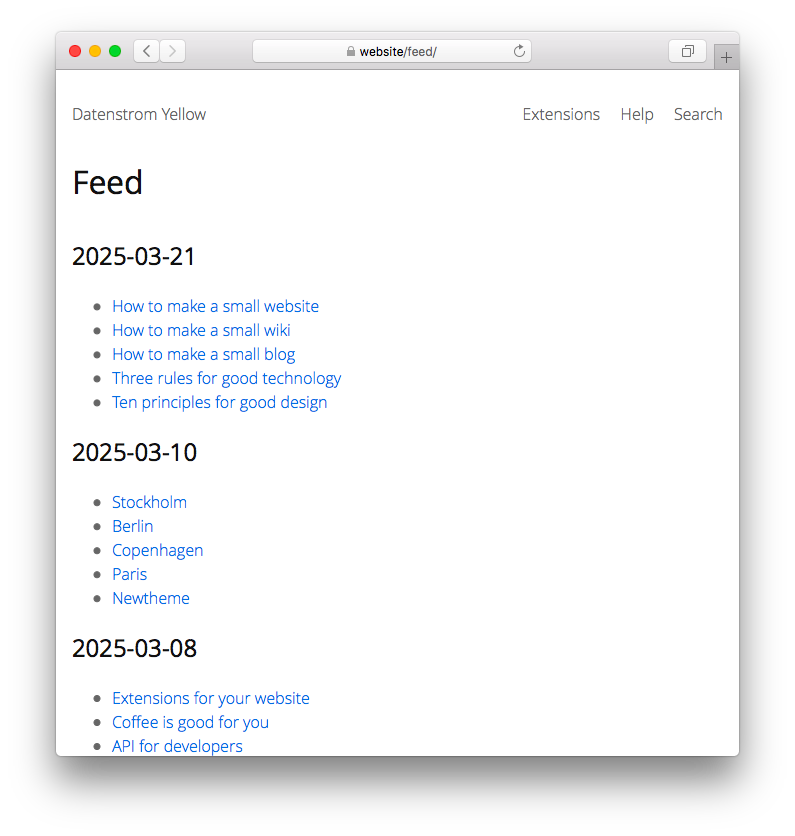 website/feed/
Datenstrom Yellow
Extensions Help Search
Feed
2025-03-21
How to make a small website
How to make a small wiki
How to make a small blog
Three rules for good technology
Ten principles for good design
2025-03-10
Stockholm
Berlin
Copenhagen
Paris
Newtheme
2025-03-08
Extensions for your website
Coffee is good for you
API for developers